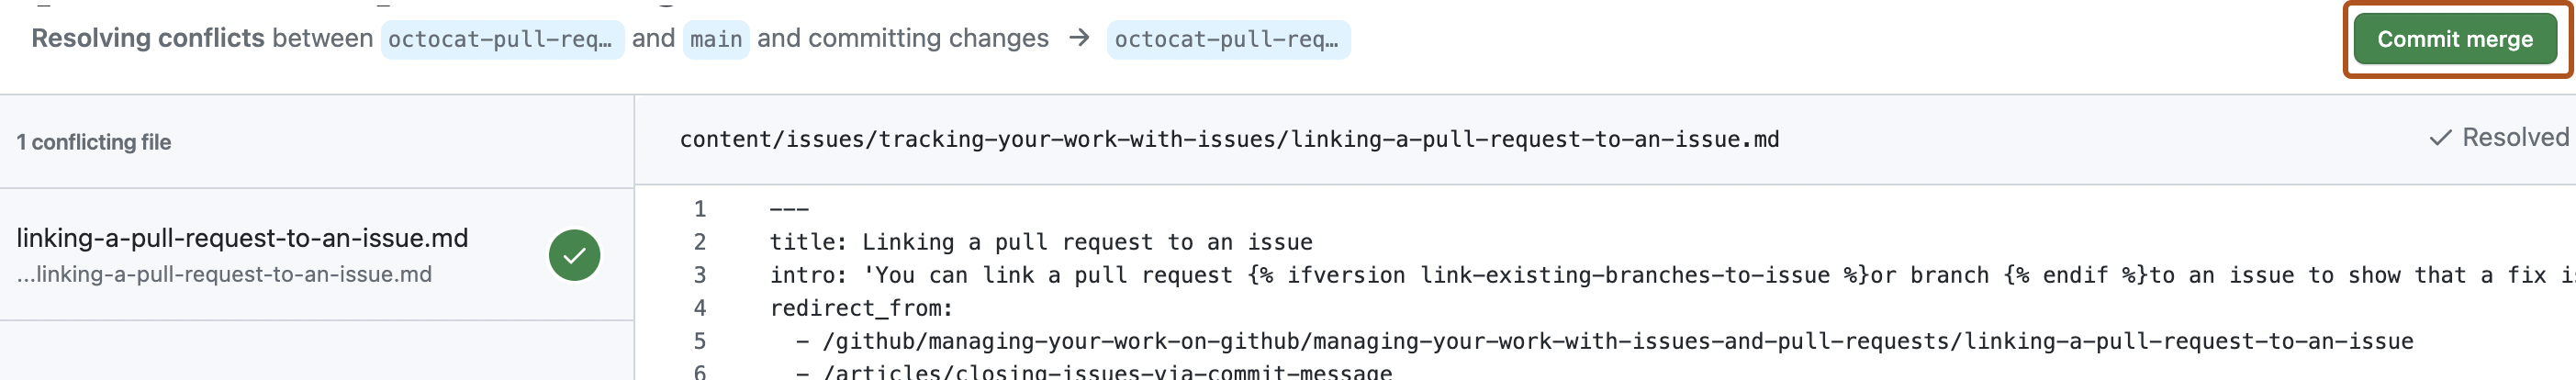 Resolving conflicts between octocat-pull-req… and main and committing changes → octocat-pull-req…
Commit merge
1 conflicting file
content/issues/tracking-your-work-with-issues/linking-a-pull-request-to-an-issue.md
Resolved
linking-a-pull-request-to-an-issue.md
...linking-a-pull-request-to-an-issue.md
1 ---
2 title: Linking a pull request to an issue
3 intro: 'You can link a pull request {% ifversion link-existing-branches-to-issue %}or branch {% endif %}to an issue to show that a fix
4 redirect_from:
5 - /github/managing-your-work-on-github/managing-your-work-with-issues-and-pull-requests/linking-a-pull-request-to-an-issue
6 - /articles/closing-issues-via-commit-message